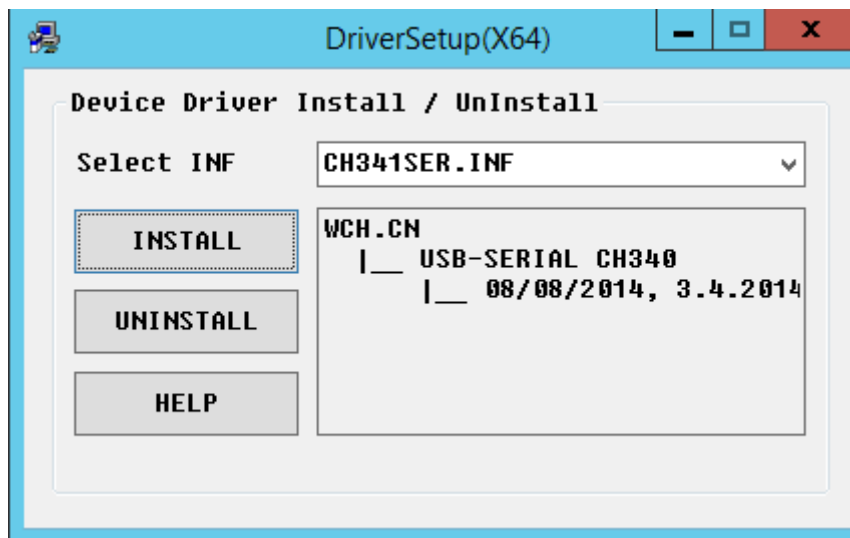 DriverSetup(X64)
Device Driver Install / UnInstall
Select INF
CH341SER.INF
INSTALL
UNINSTALL
HELP
WCH.CN
|__ USB-SERIAL CH340
|__ 08/08/2014, 3.4.2014